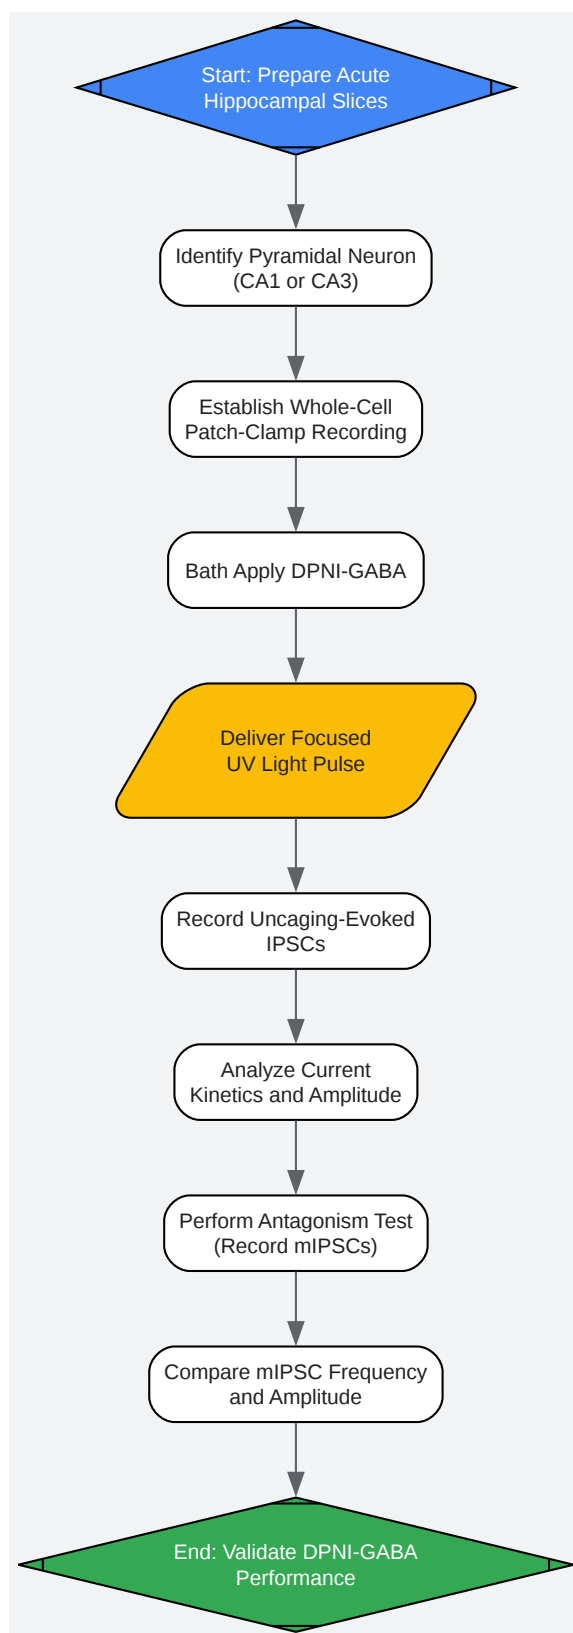 Start: Prepare Acute
Hippocampal Slices
Identify Pyramidal Neuron
(CA1 or CA3)
Establish Whole-Cell
Patch-Clamp Recording
Bath Apply DPNI-GABA
Deliver Focused
UV Light Pulse
Record Uncaging-Evoked
IPSCs
Analyze Current
Kinetics and Amplitude
Perform Antagonism Test
(Record mIPSCs)
Compare mIPSC Frequency
and Amplitude
End: Validate DPNI-GABA
Performance